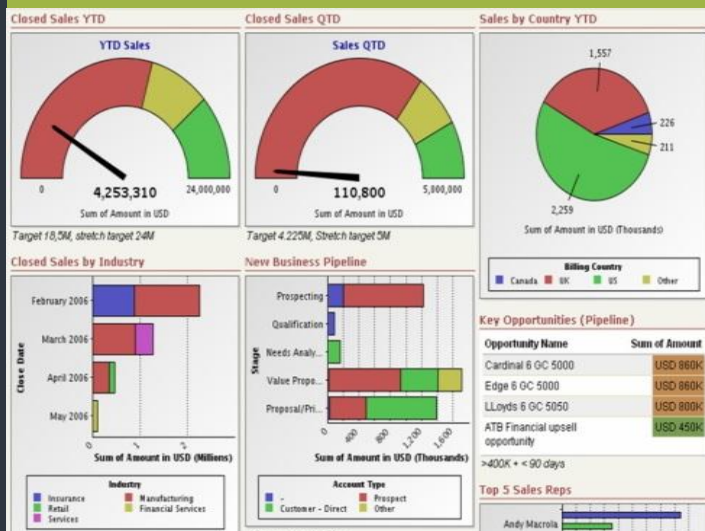 Closed Sales YTD
YTD Sales
0
24,000,000
4,253,310
Sum of Amount in USD
Target 18,5M, stretch target 24M
Closed Sales QTD
Sales QTD
0
5,000,000
110,800
Sum of Amount in USD
Target 4.225M, Stretch target 5M
Sales by Country YTD
1,557
226
211
2,259
Sum of Amount in USD (Thousands)
Billing Country
Canada UK US Other
Closed Sales by Industry
Close Date
February 2006
March 2006
April 2006
May 2006
0 1 2
Sum of Amount in USD (Millions)
Industry
Insurance Manufacturing
Retail Financial Services
Services
New Business Pipeline
Stage
Prospecting
Qualification
Needs Analy...
Value Propo...
Proposal/Pri...
0 400 800 1,200 1,600
Sum of Amount in USD (Thousands)
Account Type
- Prospect
Customer - Direct Other
Key Opportunities (Pipeline)
Opportunity Name Sum of Amount
Cardinal 6 GC 5000 USD 860K
Edge 6 GC 5000 USD 860K
LLoyds 6 GC 5050 USD 800K
ATB Financial upsell USD 450K
opportunity
>400K + < 90 days
Top 5 Sales Reps
Andy Macrola